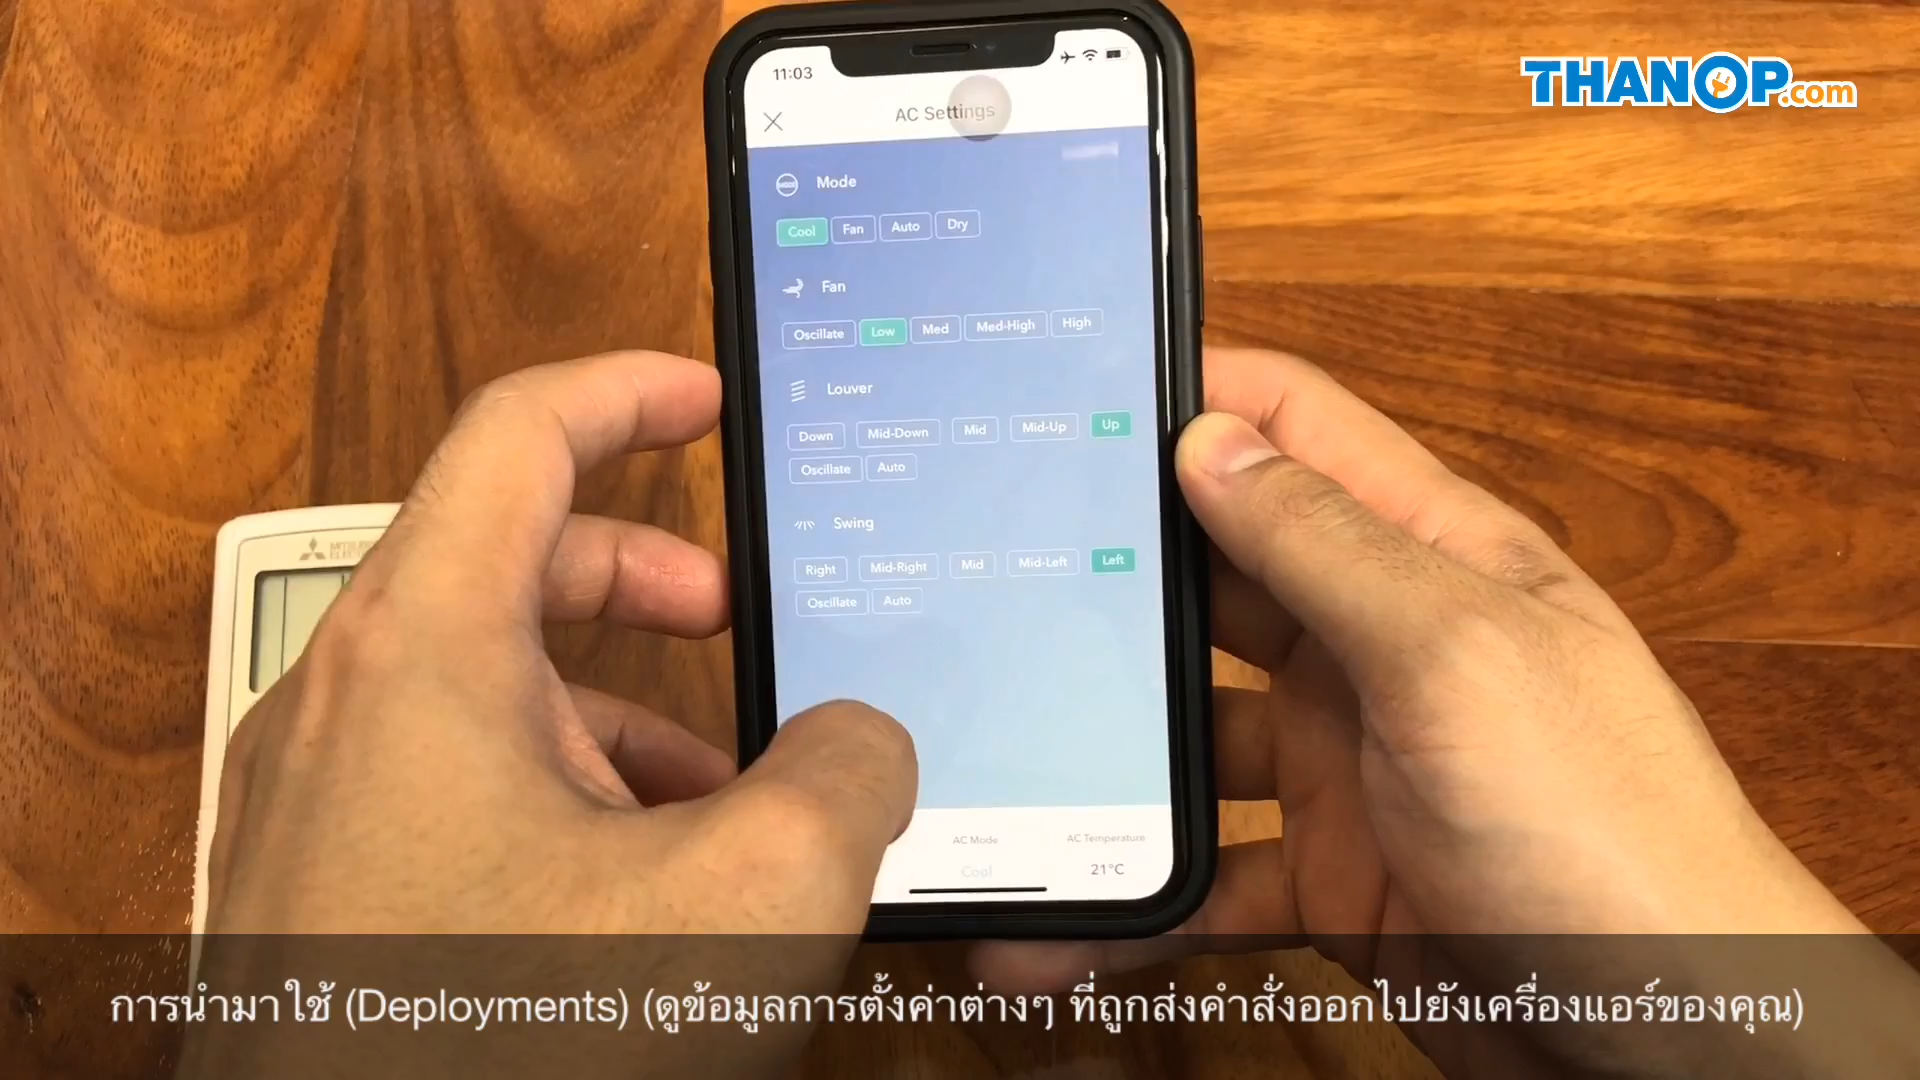 THANOP.com
11:03
AC Settings
Mode
Cool Fan Auto Dry
Fan
Oscillate Low Med Med-High High
Louver
Down Mid-Down Mid Mid-Up Up
Oscillate Auto
Swing
Right Mid-Right Mid Mid-Left Left
Oscillate Auto
AC Mode AC Temperature
Cool 21°C
การนำมาใช้ (Deployments) (ดูข้อมูลการตั้งค่าต่างๆ ที่ถูกส่งคำสั่งออกไปยังเครื่องแอร์ของคุณ)